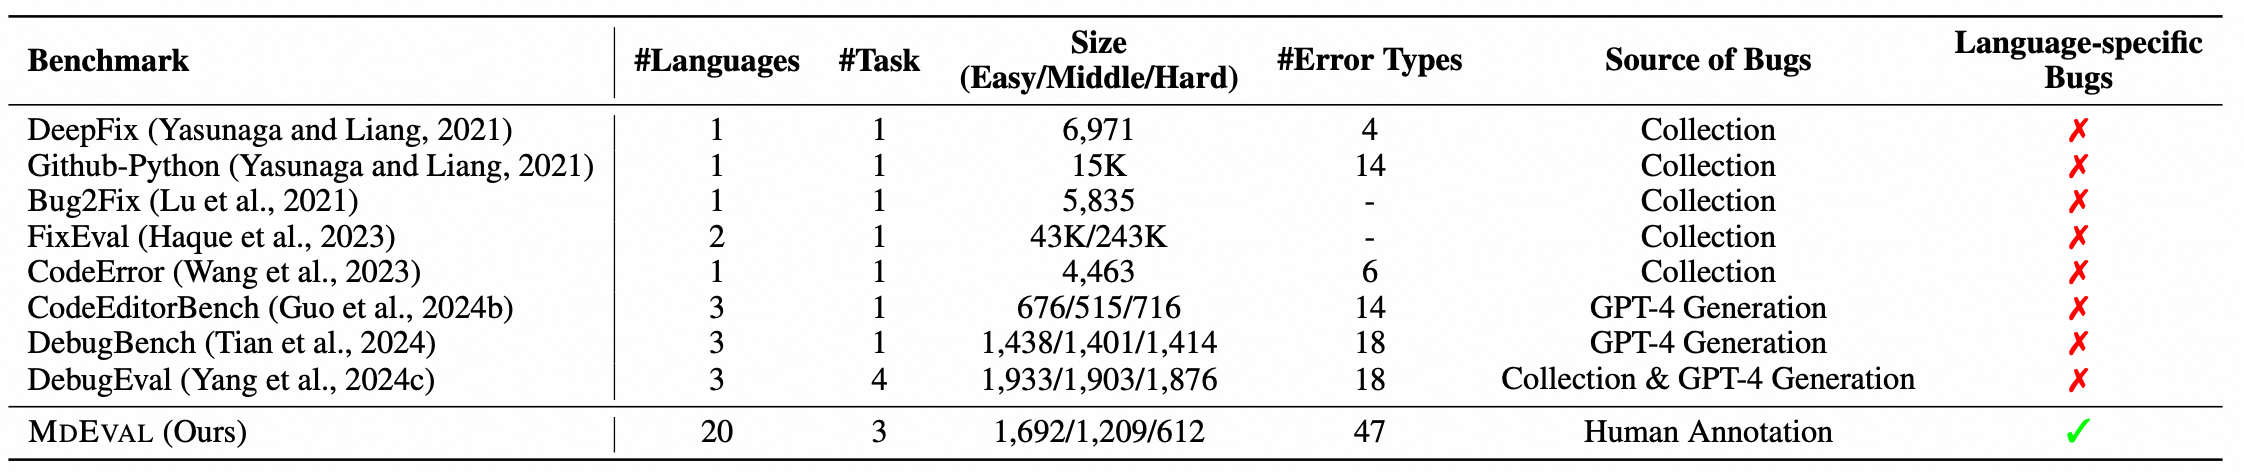 Benchmark #Languages #Task Size (Easy/Middle/Hard) #Error Types Source of Bugs Language-specific Bugs
DeepFix (Yasunaga and Liang, 2021) 1 1 6,971 4 Collection ✗
Github-Python (Yasunaga and Liang, 2021) 1 1 15K 14 Collection ✗
Bug2Fix (Lu et al., 2021) 1 1 5,835 - Collection ✗
FixEval (Haque et al., 2023) 2 1 43K/243K - Collection ✗
CodeError (Wang et al., 2023) 1 1 4,463 6 Collection ✗
CodeEditorBench (Guo et al., 2024b) 3 1 676/515/716 14 GPT-4 Generation ✗
DebugBench (Tian et al., 2024) 3 1 1,438/1,401/1,414 18 GPT-4 Generation ✗
DebugEval (Yang et al., 2024c) 3 4 1,933/1,903/1,876 18 Collection & GPT-4 Generation ✗
MDEVAL (Ours) 20 3 1,692/1,209/612 47 Human Annotation ✓